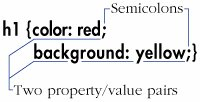 Semicolons
h1 {color: red;
background: yellow;}
Two property/value pairs